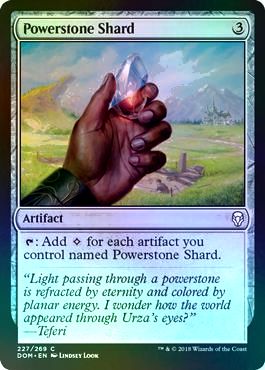 Powerstone Shard 3
Artifact
: Add for each artifact you
control named Powerstone Shard.
“Light passing through a powerstone
is refracted by eternity and colored by
planar energy. I wonder how the world
appeared through Urza’s eyes?”
—Teferi
227/269 C
DOM • EN LINDSEY LOOK
™ & © 2018 Wizards of the Coast